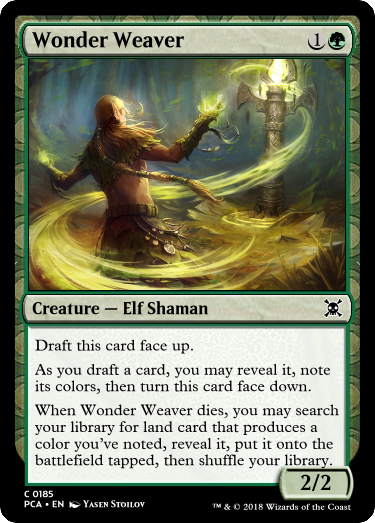 Wonder Weaver 1
Creature — Elf Shaman
Draft this card face up.
As you draft a card, you may reveal it, note
its colors, then turn this card face down.
When Wonder Weaver dies, you may search
your library for land card that produces a
color you've noted, reveal it, put it onto the
battlefield tapped, then shuffle your library.
2/2
C 0185
PCA • EN Yasen Stoilov
™ & © 2018 Wizards of the Coast